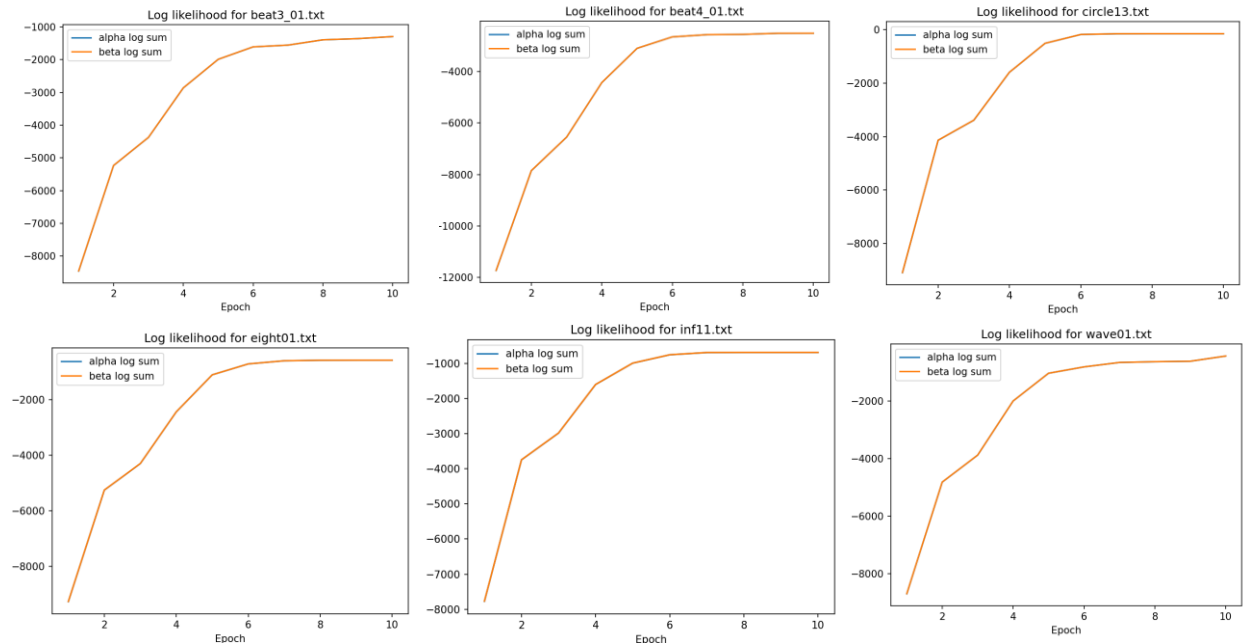 Log likelihood for beat3_01.txt
alpha log sum
beta log sum
−1000
−2000
−3000
−4000
−5000
−6000
−7000
−8000
2 4 6 8 10
Epoch
Log likelihood for beat4_01.txt
alpha log sum
beta log sum
−4000
−6000
−8000
−10000
−12000
2 4 6 8 10
Epoch
Log likelihood for circle13.txt
alpha log sum
beta log sum
0
−2000
−4000
−6000
−8000
2 4 6 8 10
Epoch
Log likelihood for eight01.txt
alpha log sum
beta log sum
−2000
−4000
−6000
−8000
2 4 6 8 10
Epoch
Log likelihood for inf11.txt
alpha log sum
beta log sum
−1000
−2000
−3000
−4000
−5000
−6000
−7000
−8000
2 4 6 8 10
Epoch
Log likelihood for wave01.txt
alpha log sum
beta log sum
−2000
−4000
−6000
−8000
2 4 6 8 10
Epoch